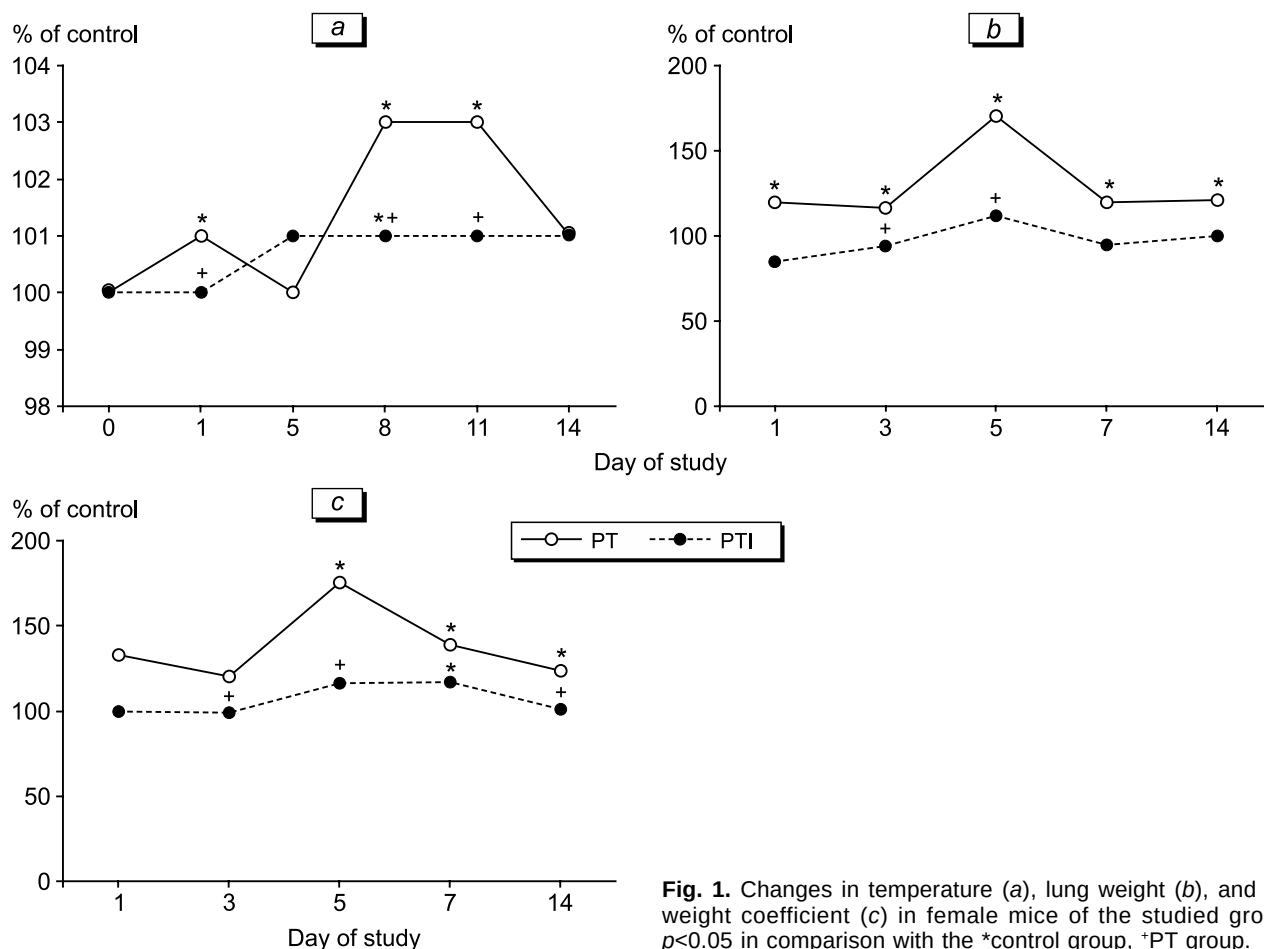 % of control
a
104
103
102
101
100
99
98
* * *
*+ +
+
0 1 5 8 11 14
% of control
b
200
150
100
50
0
*
* * * *
+ +
1 3 5 7 14
Day of study
% of control
c
200
150
100
50
0
PT PTI
*
* *
+ + * +
1 3 5 7 14
Day of study
Fig. 1. Changes in temperature (a), lung weight (b), and
weight coefficient (c) in female mice of the studied gro
p<0.05 in comparison with the *control group, +PT group.